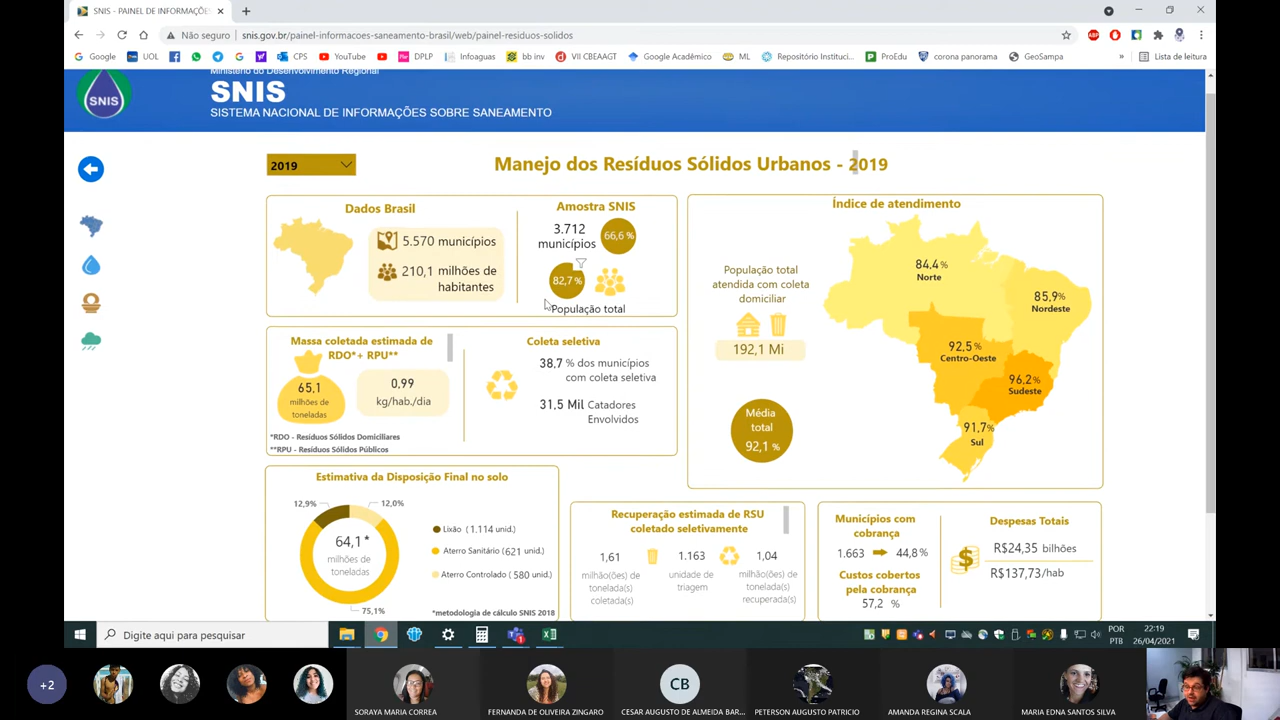 SNIS - PAINEL DE INFORMAÇÕE
Não seguro
snis.gov.br/painel-informacoes-saneamento-brasil/web/painel-residuos-solidos
Google
UOL
CPS
YouTube
DPLP
Infoaguas
bb inv
VII CBEAAGT
Google Acadêmico
ML
Repositório Instituci...
ProEdu
corona panorama
GeoSampa
»
Lista de leitura
Ministério do Desenvolvimento Regional
SNIS
SNIS
SISTEMA NACIONAL DE INFORMAÇÕES SOBRE SANEAMENTO
2019
Manejo dos Resíduos Sólidos Urbanos - 2019
Dados Brasil
5.570 municípios
210,1 milhões de
habitantes
Amostra SNIS
3.712
municípios
66,6 %
82,7 %
População total
Índice de atendimento
População total
atendida com coleta
domiciliar
192,1 Mi
Média
total
92,1 %
84,4 %
Norte
85,9%
Nordeste
92,5%
Centro-Oeste
96,2%
Sudeste
91,7%
Sul
Massa coletada estimada de
RDO*+ RPU**
65,1
milhões de
toneladas
0,99
kg/hab./dia
*RDO - Resíduos Sólidos Domiciliares
**RPU - Resíduos Sólidos Públicos
Coleta seletiva
38,7 % dos municípios
com coleta seletiva
31,5 Mil Catadores
Envolvidos
Estimativa da Disposição Final no solo
12,9%
12,0%
64,1 *
milhões de
toneladas
75,1%
Lixão (1.114 unid.)
Aterro Sanitário (621 unid.)
Aterro Controlado (580 unid.)
*metodologia de cálculo SNIS 2018
Recuperação estimada de RSU
coletado seletivamente
1,61
milhão(ões) de
tonelada(s)
coletada(s)
1.163
unidade de
triagem
1,04
milhão(ões) de
tonelada(s)
recuperada(s)
Municípios com
cobrança
1.663
44,8%
Custos cobertos
pela cobrança
57,2 %
Despesas Totais
R$24,35 bilhões
R$137,73/hab
Digite aqui para pesquisar
POR
PTB
22:19
26/04/2021
+2
SORAYA MARIA CORREA
FERNANDA DE OLIVEIRA ZINGARO
CB
CESAR AUGUSTO DE ALMEIDA BAR...
PETERSON AUGUSTO PATRICIO
AMANDA REGINA SCALA
MARIA EDNA SANTOS SILVA